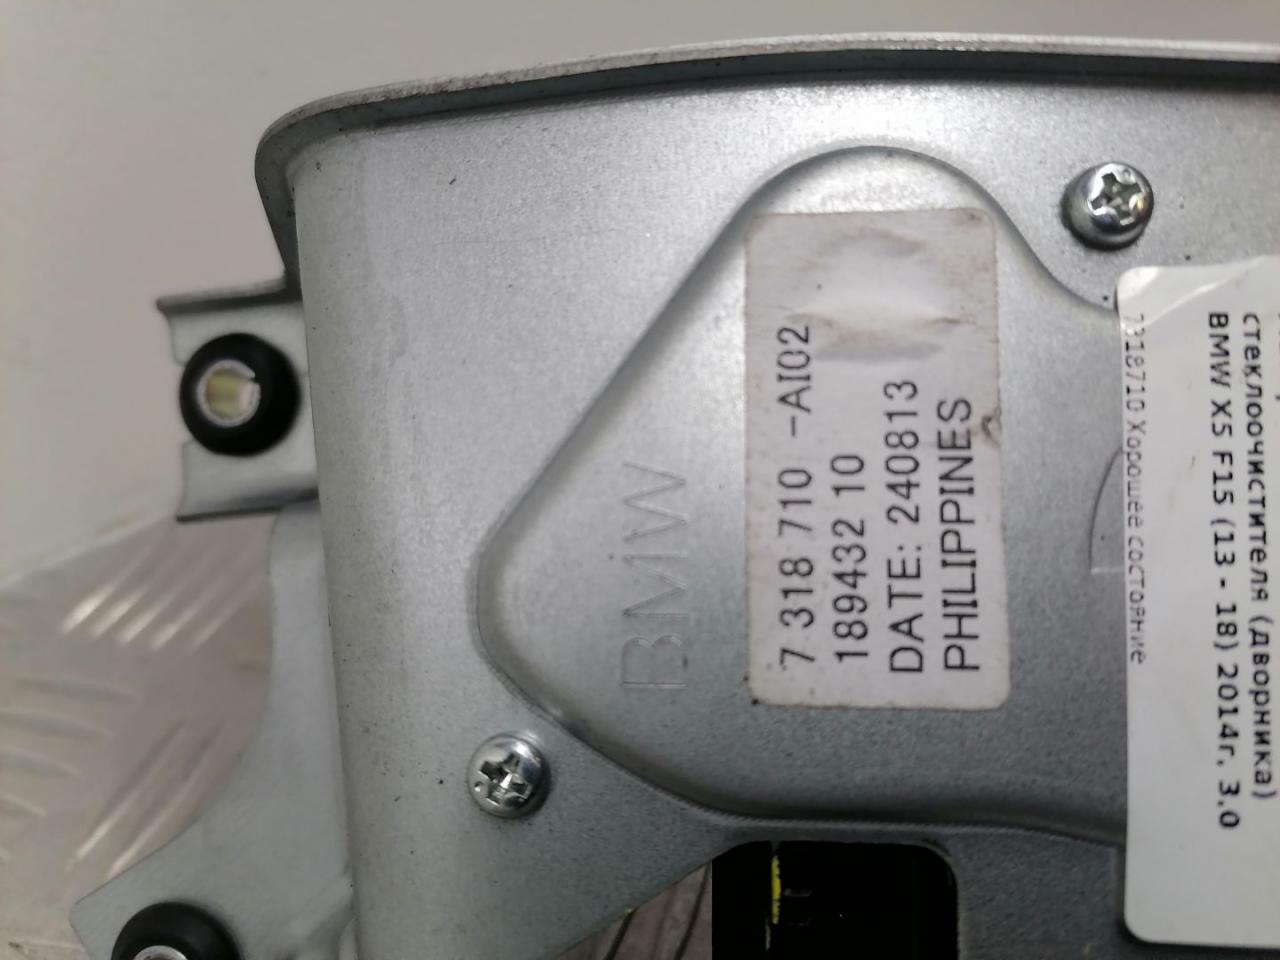 BMW
7 318 710 -AI02
189432 10
DATE: 240813
PHILIPPINES
7318710 Хорошее состояние
BMW X5 F15 (13 - 18) 2014г. 3.0
стеклоочистителя (дворника)